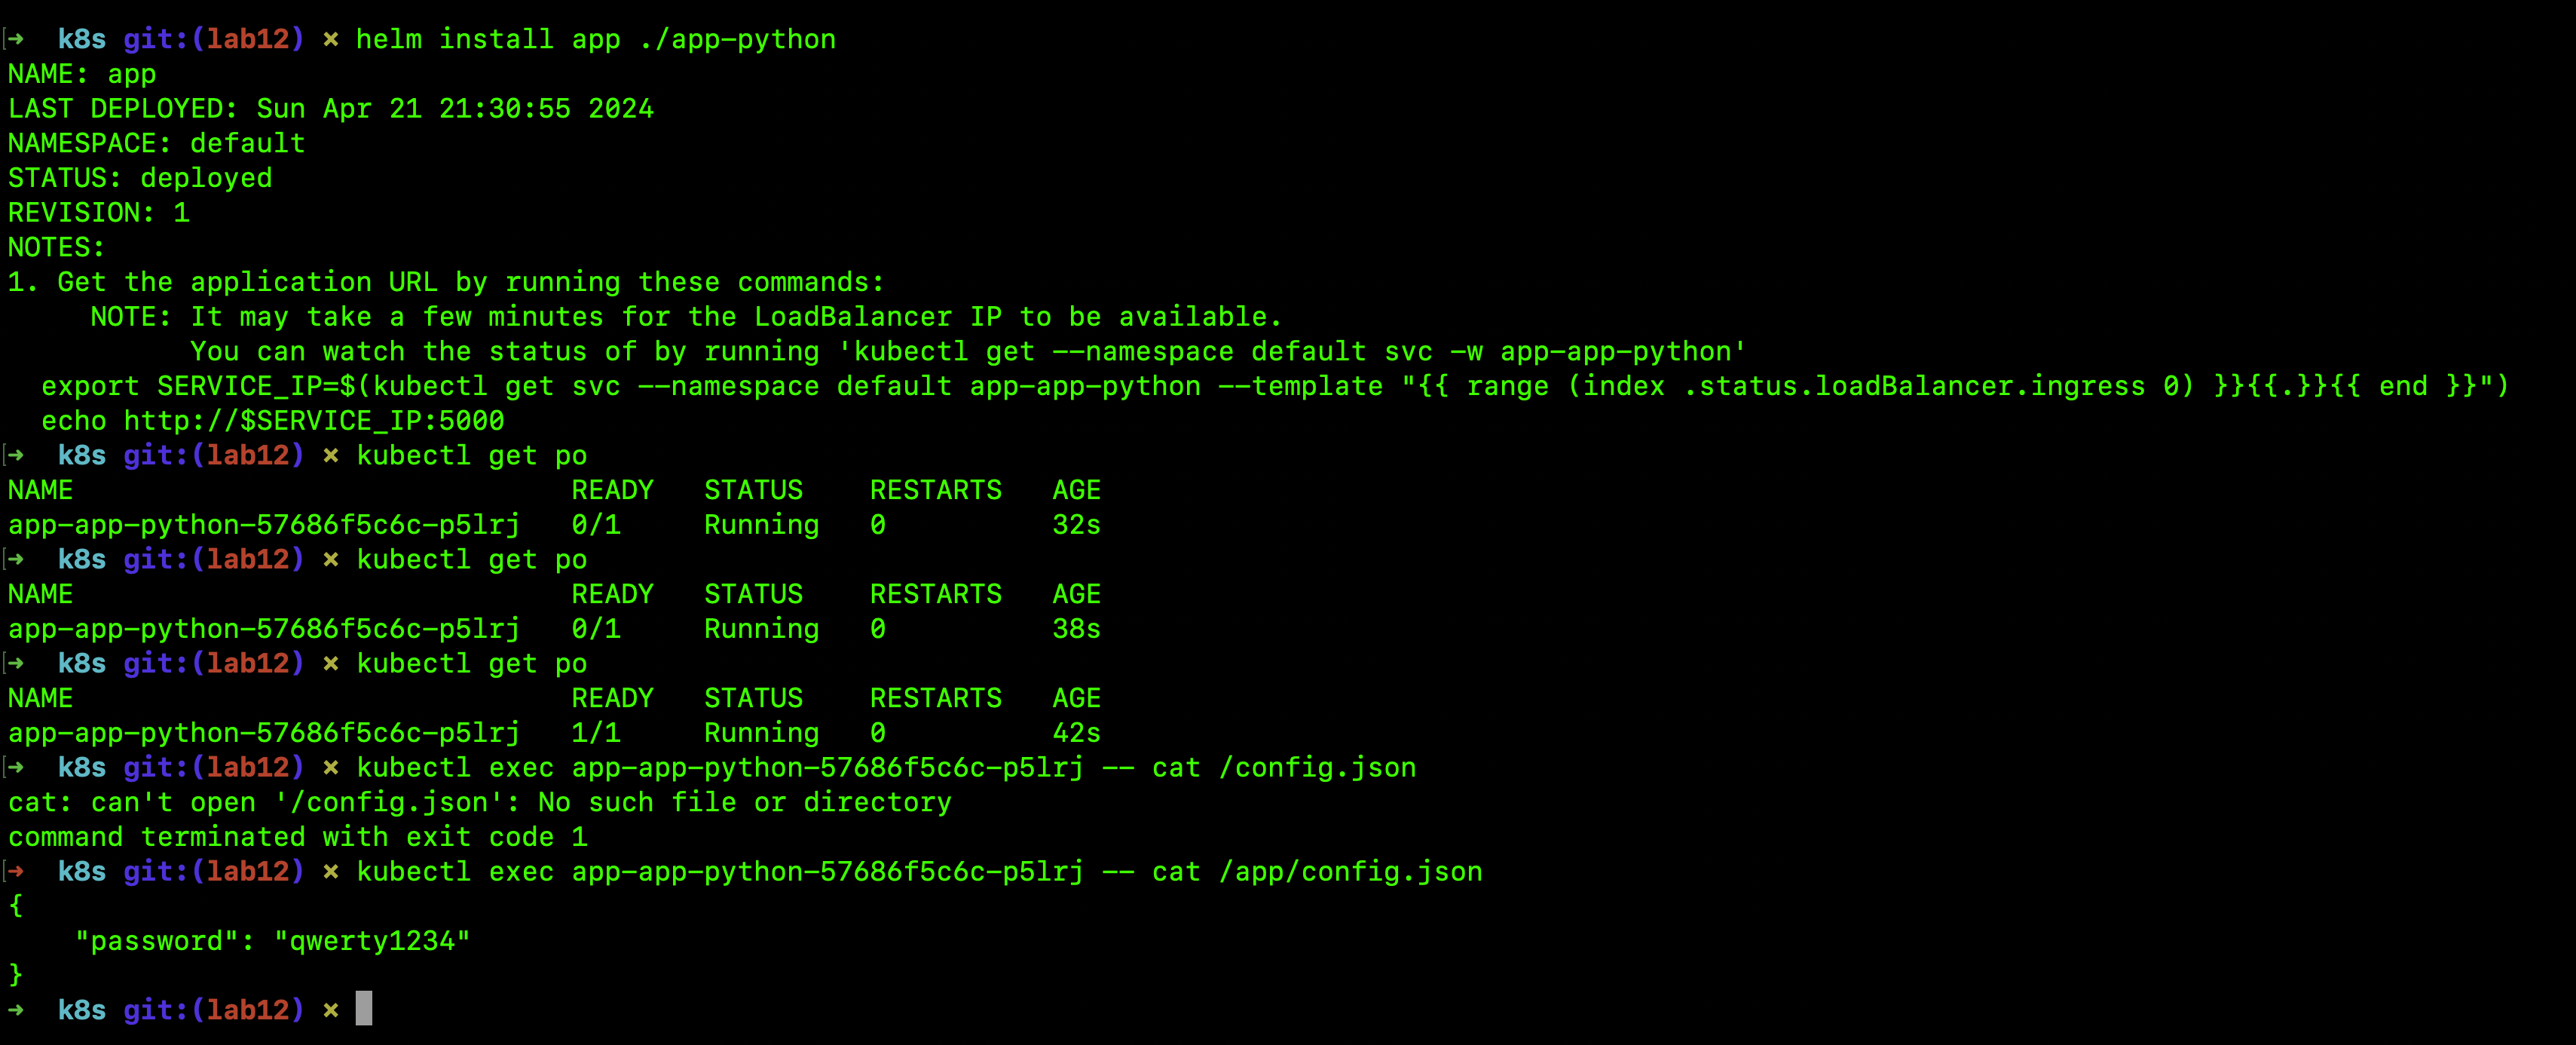 [→  k8s git:(lab12) × helm install app ./app-python
NAME: app
LAST DEPLOYED: Sun Apr 21 21:30:55 2024
NAMESPACE: default
STATUS: deployed
REVISION: 1
NOTES:
1. Get the application URL by running these commands:
     NOTE: It may take a few minutes for the LoadBalancer IP to be available.
           You can watch the status of by running 'kubectl get --namespace default svc -w app-app-python'
  export SERVICE_IP=$(kubectl get svc --namespace default app-app-python --template "{{ range (index .status.loadBalancer.ingress 0) }}{{.}}{{ end }}")
  echo http://$SERVICE_IP:5000
[→  k8s git:(lab12) × kubectl get po
NAME                              READY   STATUS    RESTARTS   AGE
app-app-python-57686f5c6c-p5lrj   0/1     Running   0          32s
[→  k8s git:(lab12) × kubectl get po
NAME                              READY   STATUS    RESTARTS   AGE
app-app-python-57686f5c6c-p5lrj   0/1     Running   0          38s
[→  k8s git:(lab12) × kubectl get po
NAME                              READY   STATUS    RESTARTS   AGE
app-app-python-57686f5c6c-p5lrj   1/1     Running   0          42s
[→  k8s git:(lab12) × kubectl exec app-app-python-57686f5c6c-p5lrj -- cat /config.json
cat: can't open '/config.json': No such file or directory
command terminated with exit code 1
[→  k8s git:(lab12) × kubectl exec app-app-python-57686f5c6c-p5lrj -- cat /app/config.json
{
    "password": "qwerty1234"
}
→  k8s git:(lab12) ×